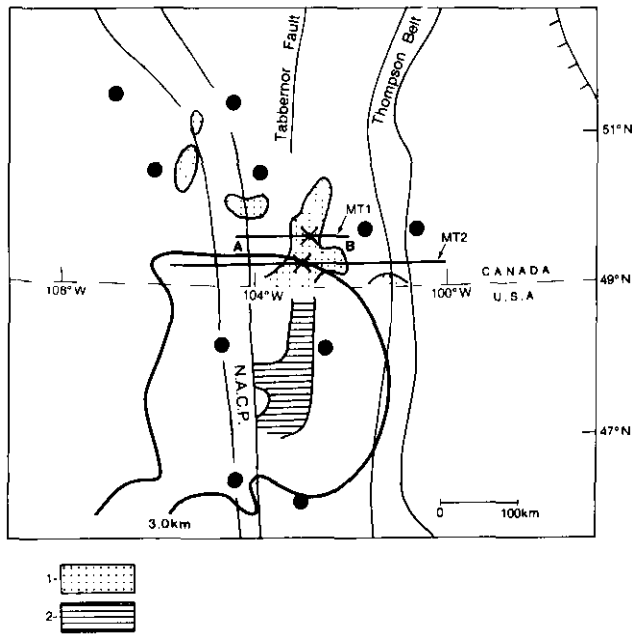 Tabbernor Fault
Thompson Belt
51°N
MT1
A
B
MT2
CANADA
49°N
108°W
104°W
100°W
U.S.A
N.A.C.P.
47°N
3.0km
0 100km
1-
2-